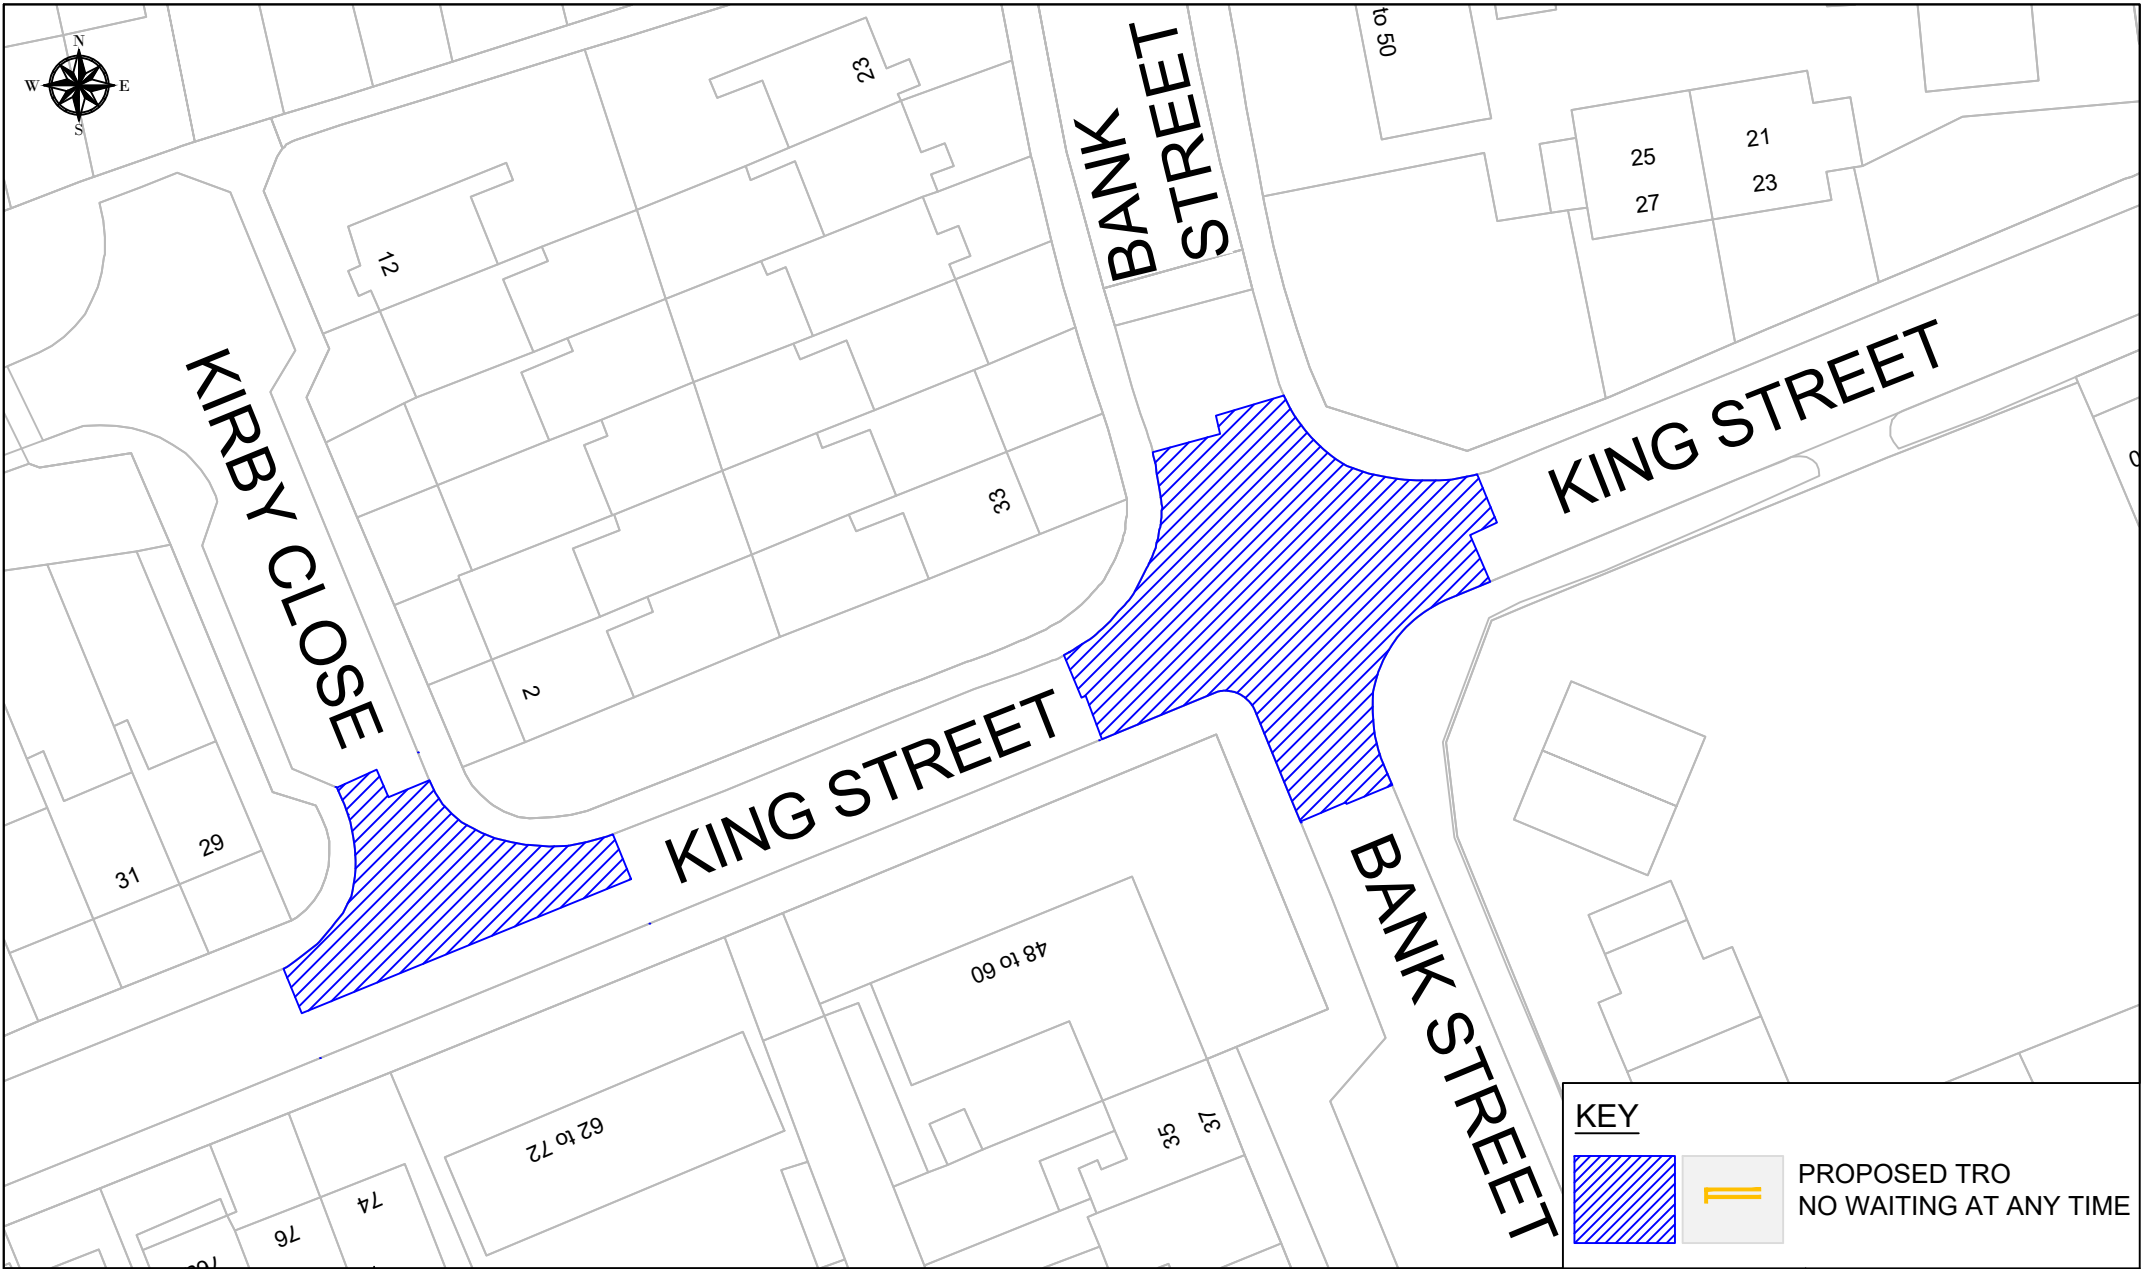 N
W E
S
to 50
23
BANK
STREET
21
25
23
27
12
KIRBY CLOSE
KING STREET
33
2
KING STREET
29
31
48 to 60
BANK STREET
62 to 72
35
37
74
76
KEY
PROPOSED TRO
NO WAITING AT ANY TIME